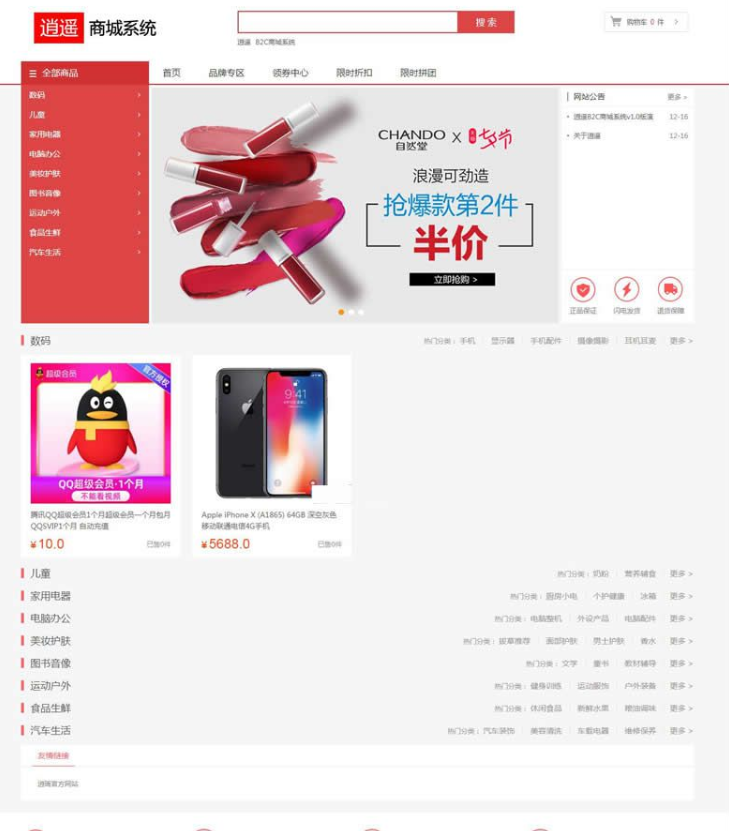 逍遥 商城系统
搜索
购物车 0 件 >
逍遥 B2C商城系统
全部商品
首页 品牌专区 领券中心 限时折扣 限时拼团
数码 >
儿童 >
家用电器 >
电脑办公 >
美妆护肤 >
图书音像 >
运动户外 >
食品生鲜 >
汽车生活 >
CHANDO X 七夕节
自然堂
浪漫可劲造
抢爆款第2件
半价
立即抢购 >
网站公告 更多 >
逍遥B2C商城系统v1.0版演 12-16
关于逍遥 12-16
正品保证 闪电发货 退货保障
数码 热门分类: 手机 显示器 手机配件 摄像摄影 耳机耳麦 更多 >
超级会员
官方授权
QQ超级会员·1个月
不能看视频
腾讯QQ超级会员1个月超级会员一个月包月
QQSVIP1个月 自动充值
¥10.0 已售0件
9:41
Apple iPhone X (A1865) 64GB 深空灰色
移动联通电信4G手机
¥5688.0 已售0件
儿童 热门分类: 奶粉 营养辅食 更多 >
家用电器 热门分类: 厨房小电 个护健康 冰箱 更多 >
电脑办公 热门分类: 电脑整机 外设产品 电脑配件 更多 >
美妆护肤 热门分类: 拔草推荐 面部护肤 男士护肤 香水 更多 >
图书音像 热门分类: 文学 童书 教材辅导 更多 >
运动户外 热门分类: 健身训练 运动服饰 户外装备 更多 >
食品生鲜 热门分类: 休闲食品 新鲜水果 粮油调味 更多 >
汽车生活 热门分类: 汽车装饰 美容清洗 车载电器 维修保养 更多 >
友情链接
逍遥官方网站